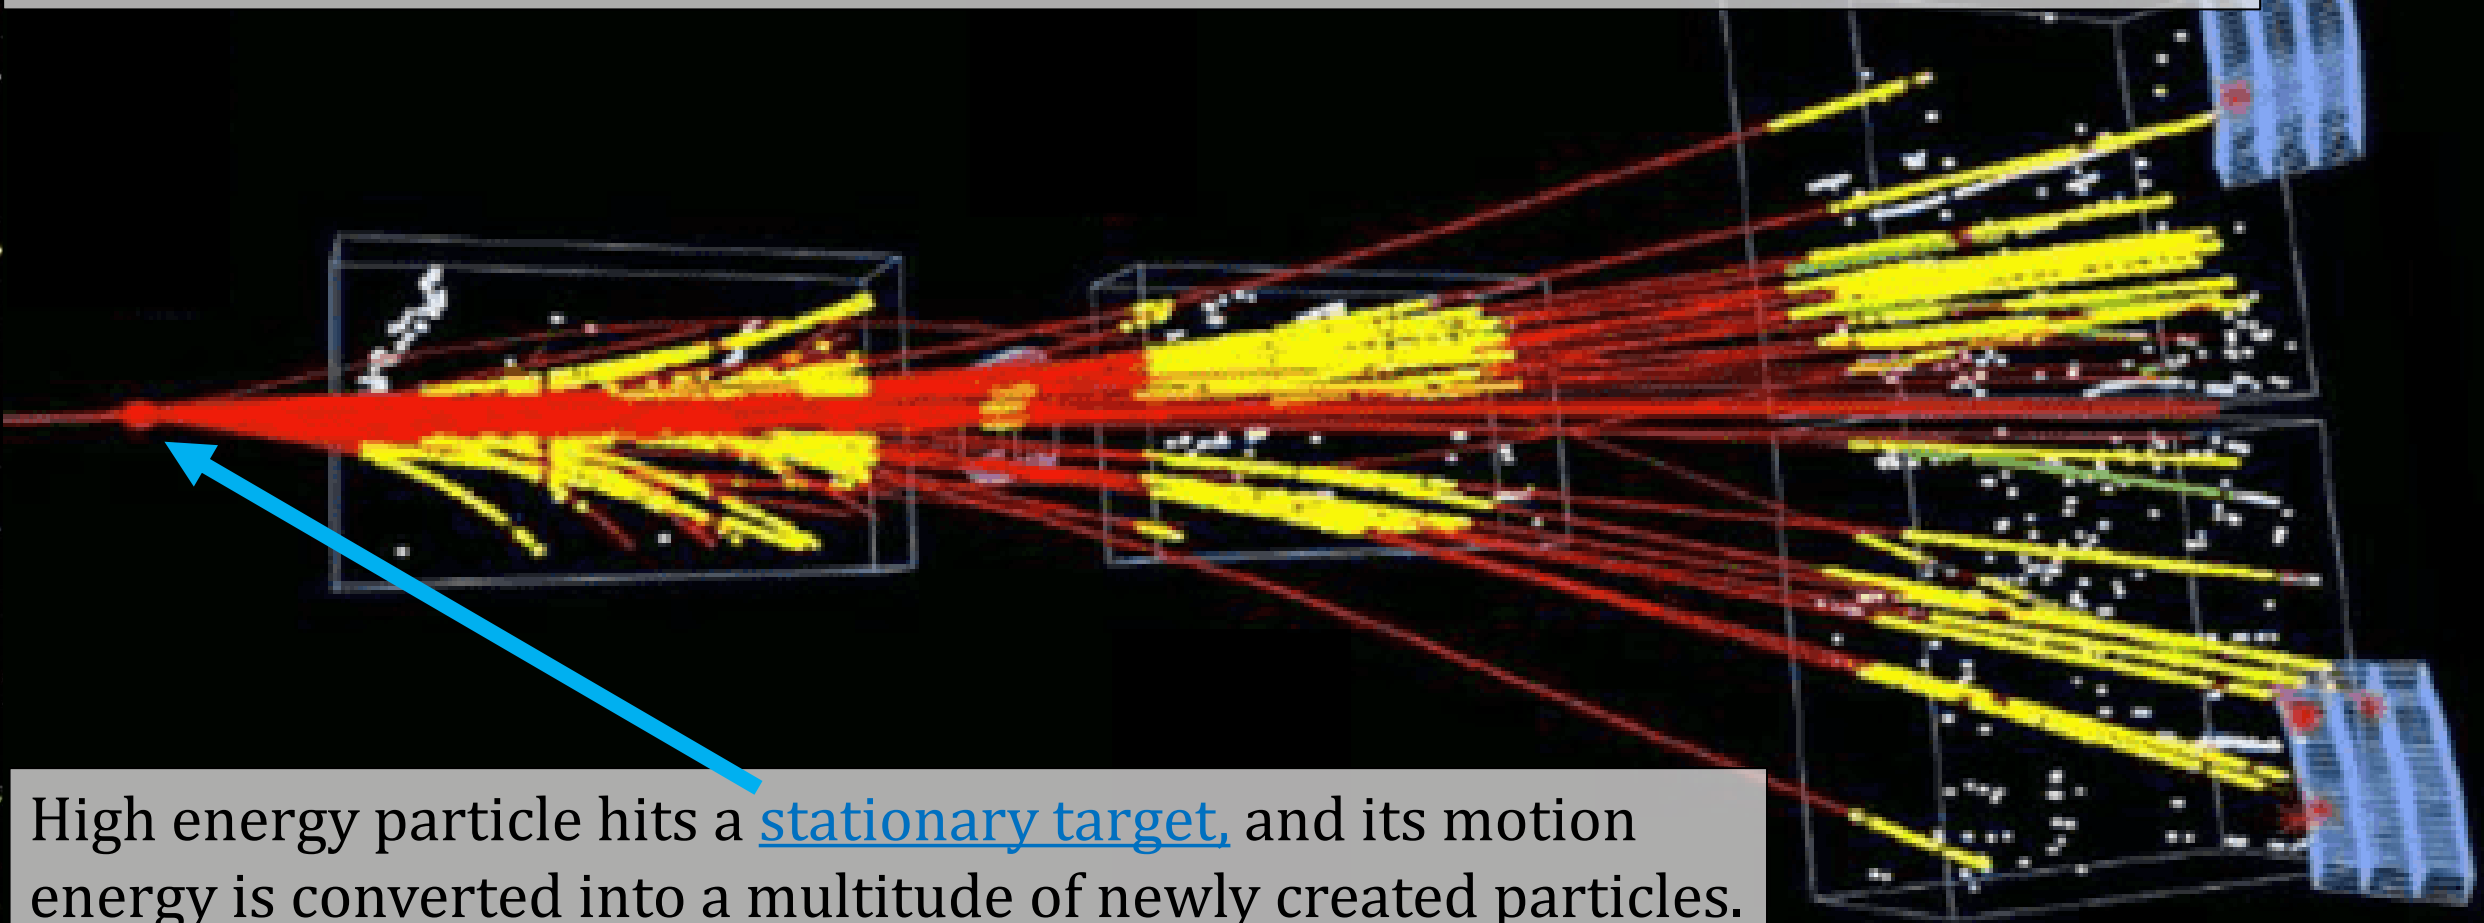 High energy particle hits a stationary target, and its motion
energy is converted into a multitude of newly created particles.